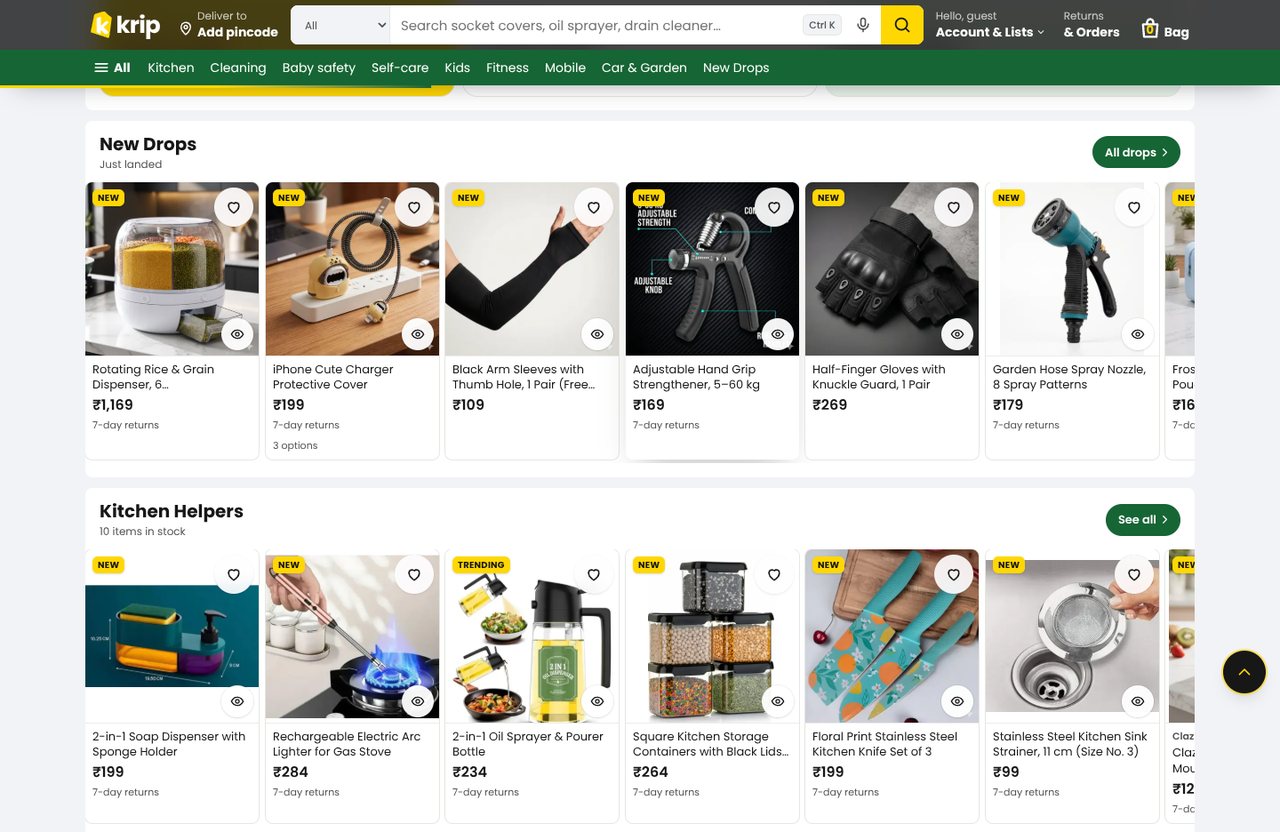 krip
Deliver to
Add pincode
All
Search socket covers, oil sprayer, drain cleaner...
Ctrl K
Hello, guest
Account & Lists
Returns
& Orders
0
Bag
All
Kitchen
Cleaning
Baby safety
Self-care
Kids
Fitness
Mobile
Car & Garden
New Drops
New Drops
Just landed
All drops
NEW
NEW
NEW
NEW
ADJUSTABLE
STRENGTH
ADJUSTABLE
KNOB
NEW
NEW
Rotating Rice & Grain
Dispenser, 6...
₹1,169
7-day returns
iPhone Cute Charger
Protective Cover
₹199
7-day returns
3 options
Black Arm Sleeves with
Thumb Hole, 1 Pair (Free...
₹109
Adjustable Hand Grip
Strengthener, 5–60 kg
₹169
7-day returns
Half-Finger Gloves with
Knuckle Guard, 1 Pair
₹269
Garden Hose Spray Nozzle,
8 Spray Patterns
₹179
7-day returns
Kitchen Helpers
10 items in stock
See all
NEW
10.25 CM
19.50 CM
9 CM
NEW
TRENDING
2 IN 1
OIL DISPENSER
NEW
NEW
NEW
2-in-1 Soap Dispenser with
Sponge Holder
₹199
7-day returns
Rechargeable Electric Arc
Lighter for Gas Stove
₹284
7-day returns
2-in-1 Oil Sprayer & Pourer
Bottle
₹234
7-day returns
Square Kitchen Storage
Containers with Black Lids...
₹264
7-day returns
Floral Print Stainless Steel
Kitchen Knife Set of 3
₹199
7-day returns
Stainless Steel Kitchen Sink
Strainer, 11 cm (Size No. 3)
₹99
7-day returns